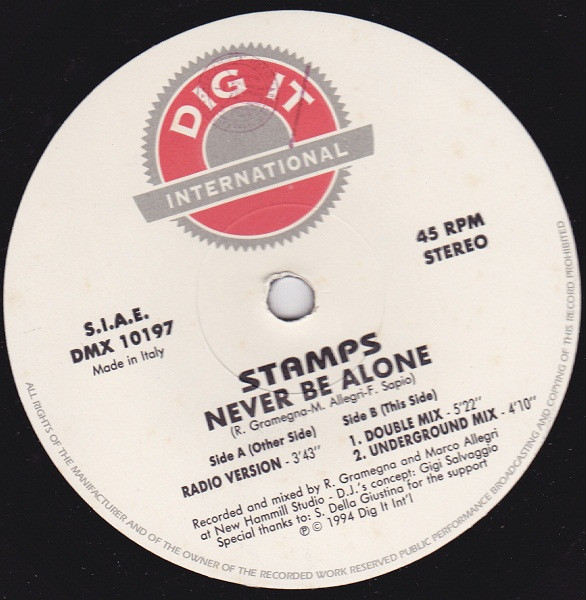 DIG IT
INTERNATIONAL
45 RPM
STEREO
S.I.A.E.
DMX 10197
Made in Italy
STAMPS
NEVER BE ALONE
(R. Gramegna-M. Allegri-F. Sapio)
Side A (Other Side)
RADIO VERSION - 3'43"
Side B (This Side)
1. DOUBLE MIX - 5'22"
2. UNDERGROUND MIX - 4'10"
Recorded and mixed by R. Gramegna and Marco Allegri
at New Hammill Studio - D.J.'s concept: Gigi Salvaggio
Special thanks to: S. Della Giustina for the support
℗ © 1994 Dig It Int'l
ALL RIGHTS OF THE MANUFACTURER AND OF THE OWNER OF THE RECORDED WORK RESERVED PUBLIC PERFORMANCE BROADCASTING AND COPYING OF THIS RECORD PROHIBITED